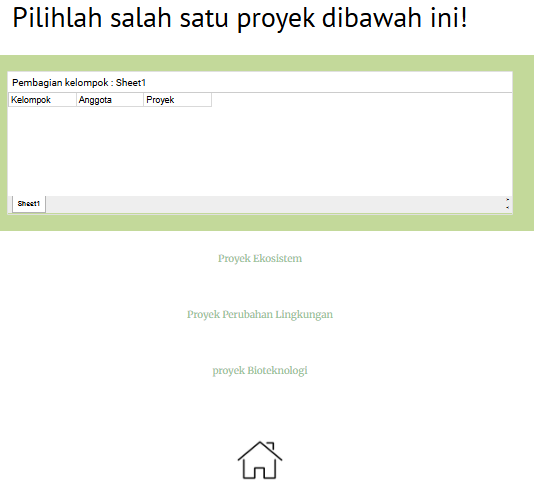 Pilihlah salah satu proyek dibawah ini!
Pembagian kelompok : Sheet1
Kelompok Anggota Proyek
Sheet1
Proyek Ekosistem
Proyek Perubahan Lingkungan
proyek Bioteknologi